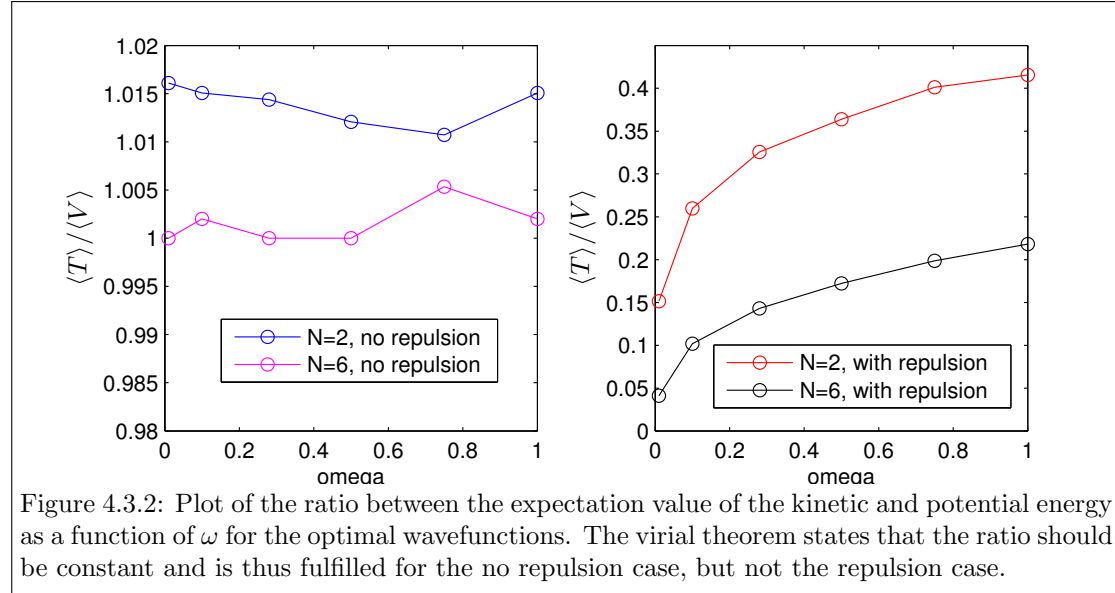 1.02
1.015
1.01
1.005
1
0.995
0.99
0.985
0.98
⟨T⟩/⟨V⟩
0 0.2 0.4 0.6 0.8 1
omega
N=2, no repulsion
N=6, no repulsion
0.4
0.35
0.3
0.25
0.2
0.15
0.1
0.05
0
⟨T⟩/⟨V⟩
0 0.2 0.4 0.6 0.8 1
omega
N=2, with repulsion
N=6, with repulsion
Figure 4.3.2: Plot of the ratio between the expectation value of the kinetic and potential energy
as a function of ω for the optimal wavefunctions. The virial theorem states that the ratio should
be constant and is thus fulfilled for the no repulsion case, but not the repulsion case.